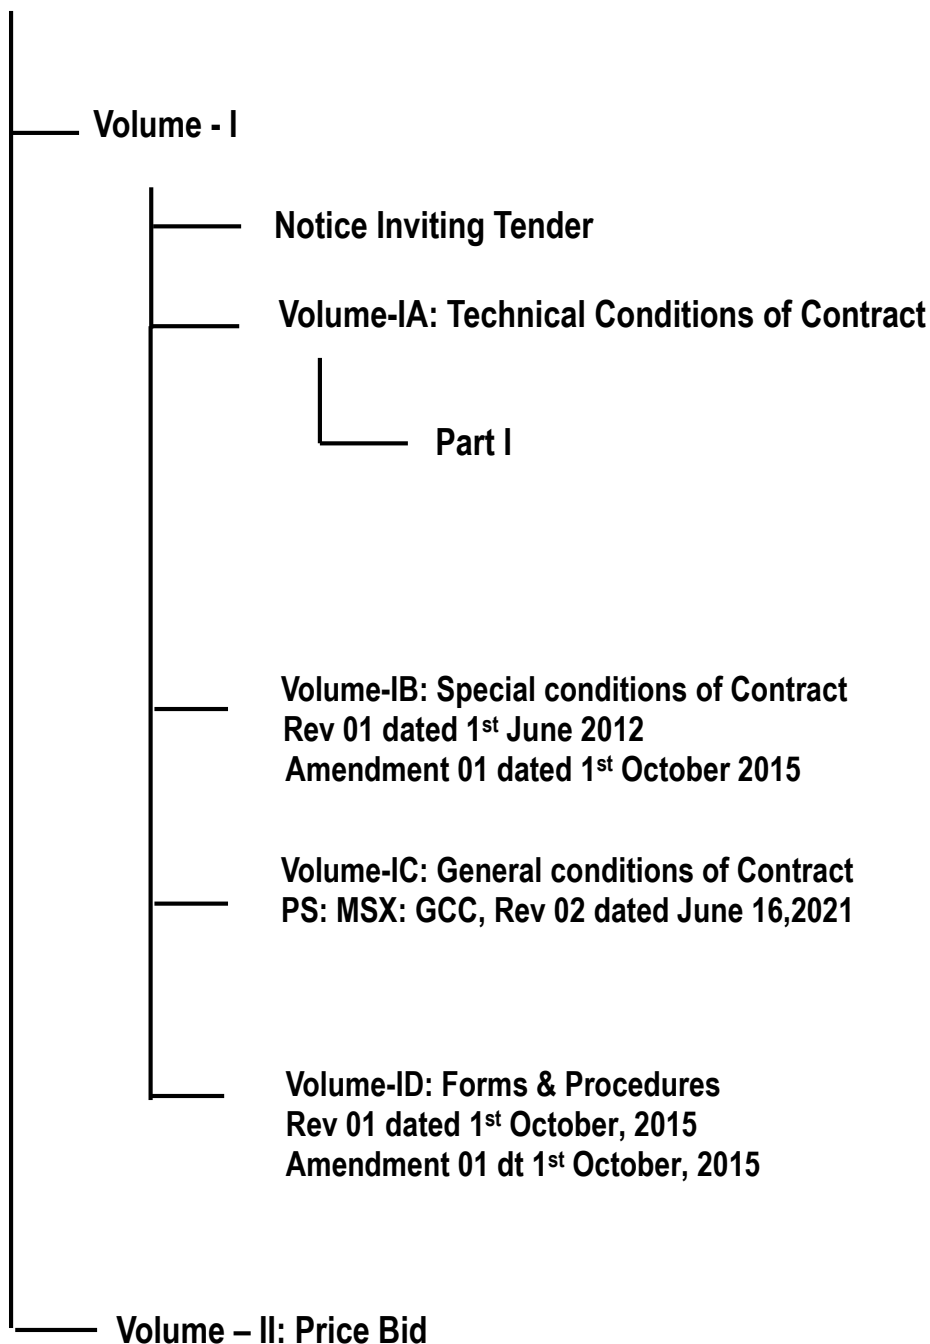 Volume - I
Notice Inviting Tender
Volume-IA: Technical Conditions of Contract
Part I
Volume-IB: Special conditions of Contract
Rev 01 dated 1st June 2012
Amendment 01 dated 1st October 2015
Volume-IC: General conditions of Contract
PS: MSX: GCC, Rev 02 dated June 16,2021
Volume-ID: Forms & Procedures
Rev 01 dated 1st October, 2015
Amendment 01 dt 1st October, 2015
Volume – II: Price Bid